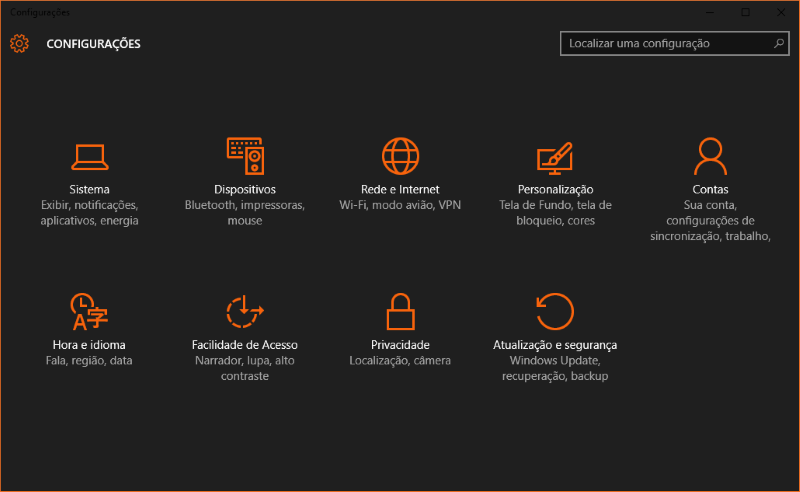 Configurações
CONFIGURAÇÕES
Localizar uma configuração
Sistema
Exibir, notificações,
aplicativos, energia
Dispositivos
Bluetooth, impressoras,
mouse
Rede e Internet
Wi-Fi, modo avião, VPN
Personalização
Tela de Fundo, tela de
bloqueio, cores
Contas
Sua conta,
configurações de
sincronização, trabalho,
A字
Hora e idioma
Fala, região, data
Facilidade de Acesso
Narrador, lupa, alto
contraste
Privacidade
Localização, câmera
Atualização e segurança
Windows Update,
recuperação, backup